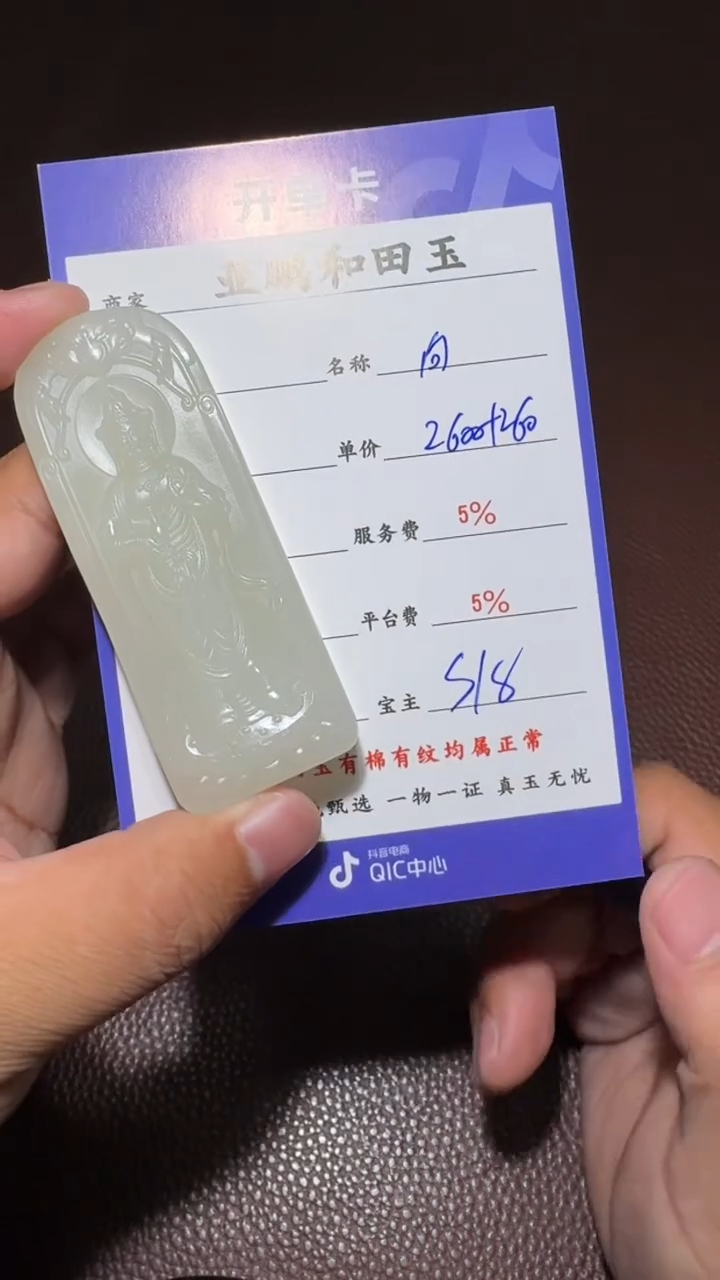 开单卡
商家 亚鹏和田玉
名称 向
单价 2600+260
服务费 5%
平台费 5%
宝主 518
玉有棉有纹均属正常
甄选 一物一证 真玉无忧
抖音电商
QIC中心